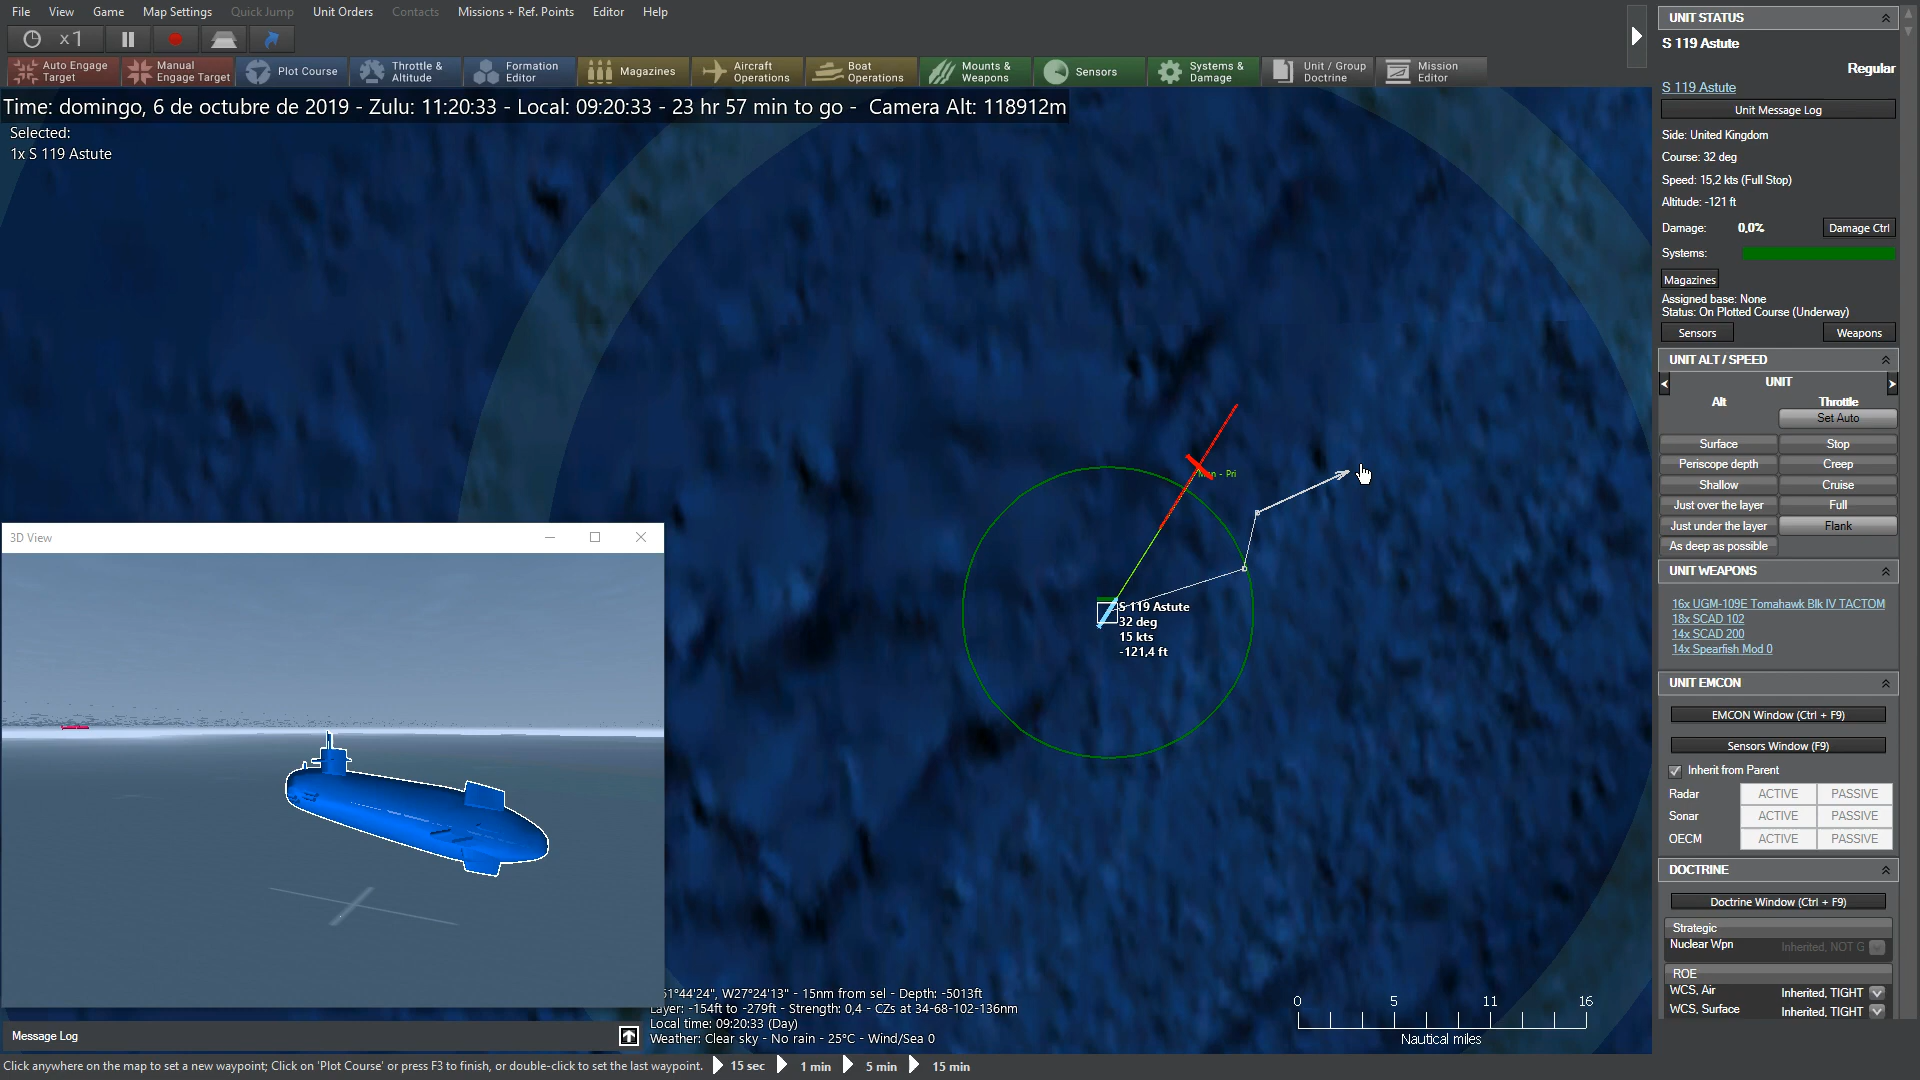 File View Game Map Settings Quick Jump Unit Orders Contacts Missions + Ref. Points Editor Help
x1
Auto Engage Target
Manual Engage Target
Plot Course
Throttle & Altitude
Formation Editor
Magazines
Aircraft Operations
Boat Operations
Mounts & Weapons
Sensors
Systems & Damage
Unit / Group Doctrine
Mission Editor
Time: domingo, 6 de octubre de 2019 - Zulu: 11:20:33 - Local: 09:20:33 - 23 hr 57 min to go - Camera Alt: 118912m
Selected:
1x S 119 Astute
- Pri
S 119 Astute
32 deg
15 kts
-121,4 ft
3D View
51°44'24", W27°24'13" - 15nm from sel - Depth: -5013ft
Layer: -154ft to -279ft - Strength: 0,4 - CZs at 34-68-102-136nm
Local time: 09:20:33 (Day)
Weather: Clear sky - No rain - 25°C - Wind/Sea 0
0 5 11 16
Nautical miles
Message Log
Click anywhere on the map to set a new waypoint; Click on 'Plot Course' or press F3 to finish, or double-click to set the last waypoint.
15 sec 1 min 5 min 15 min
UNIT STATUS
S 119 Astute
Regular
S 119 Astute
Unit Message Log
Side: United Kingdom
Course: 32 deg
Speed: 15,2 kts (Full Stop)
Altitude: -121 ft
Damage: 0,0% Damage Ctrl
Systems:
Magazines
Assigned base: None
Status: On Plotted Course (Underway)
Sensors Weapons
UNIT ALT / SPEED
< UNIT >
Alt Throttle
Set Auto
Surface Stop
Periscope depth Creep
Shallow Cruise
Just over the layer Full
Just under the layer Flank
As deep as possible
UNIT WEAPONS
16x UGM-109E Tomahawk Blk IV TACTOM
18x SCAD 102
14x SCAD 200
14x Spearfish Mod 0
UNIT EMCON
EMCON Window (Ctrl + F9)
Sensors Window (F9)
Inherit from Parent
Radar ACTIVE PASSIVE
Sonar ACTIVE PASSIVE
OECM ACTIVE PASSIVE
DOCTRINE
Doctrine Window (Ctrl + F9)
Strategic
Nuclear Wpn Inherited, NOT G
ROE
WCS, Air Inherited, TIGHT
WCS, Surface Inherited, TIGHT